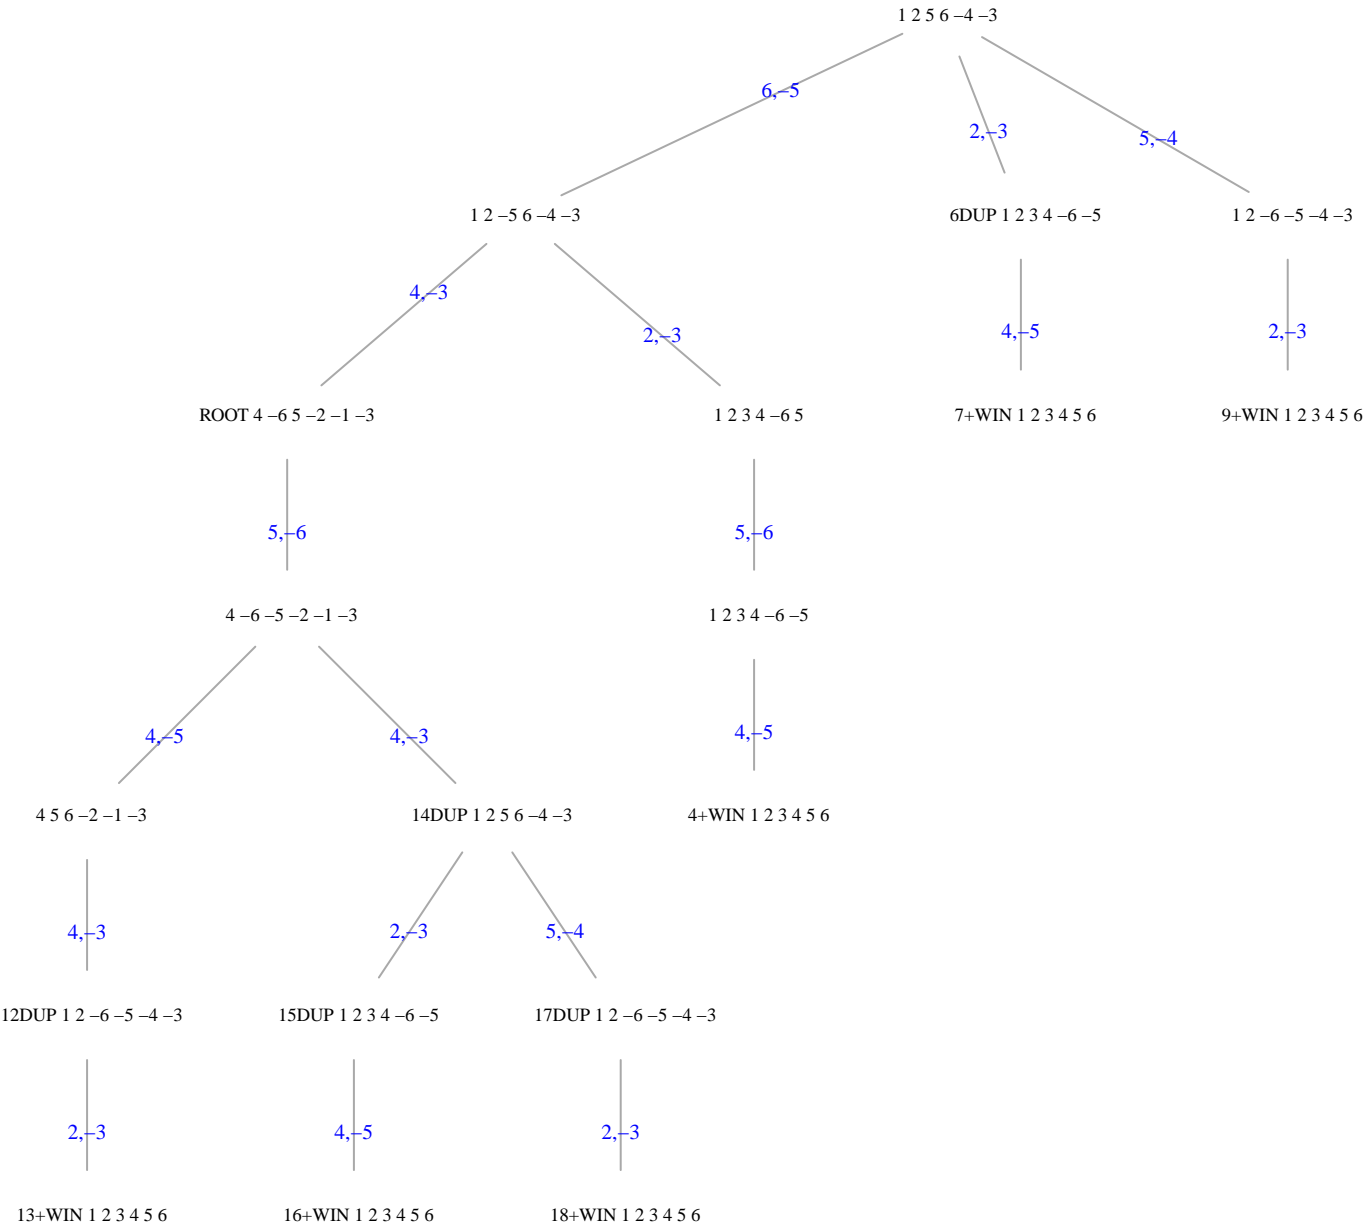 1 2 5 6 –4 –3
6,–5
2,–3
5,–4
1 2 –5 6 –4 –3
6DUP 1 2 3 4 –6 –5
1 2 –6 –5 –4 –3
4,–3
2,–3
4,–5
2,–3
ROOT 4 –6 5 –2 –1 –3
1 2 3 4 –6 5
7+WIN 1 2 3 4 5 6
9+WIN 1 2 3 4 5 6
5,–6
5,–6
4 –6 –5 –2 –1 –3
1 2 3 4 –6 –5
4,–5
4,–3
4,–5
4 5 6 –2 –1 –3
14DUP 1 2 5 6 –4 –3
4+WIN 1 2 3 4 5 6
4,–3
2,–3
5,–4
12DUP 1 2 –6 –5 –4 –3
15DUP 1 2 3 4 –6 –5
17DUP 1 2 –6 –5 –4 –3
2,–3
4,–5
2,–3
13+WIN 1 2 3 4 5 6
16+WIN 1 2 3 4 5 6
18+WIN 1 2 3 4 5 6